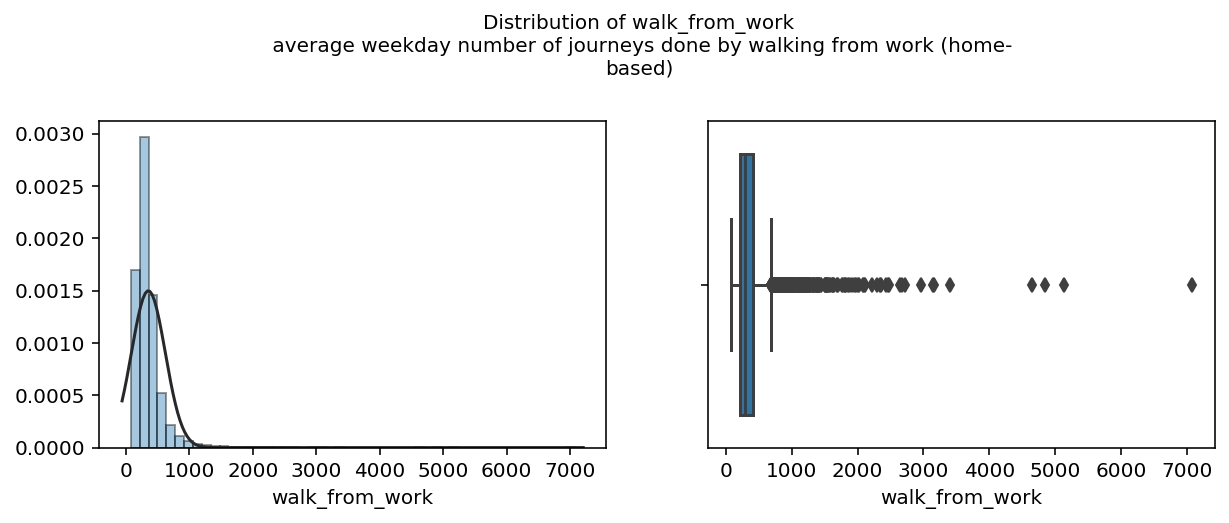 Distribution of walk_from_work
average weekday number of journeys done by walking from work (home-
based)
0.0030
0.0025
0.0020
0.0015
0.0010
0.0005
0.0000
0 1000 2000 3000 4000 5000 6000 7000
walk_from_work
0 1000 2000 3000 4000 5000 6000 7000
walk_from_work